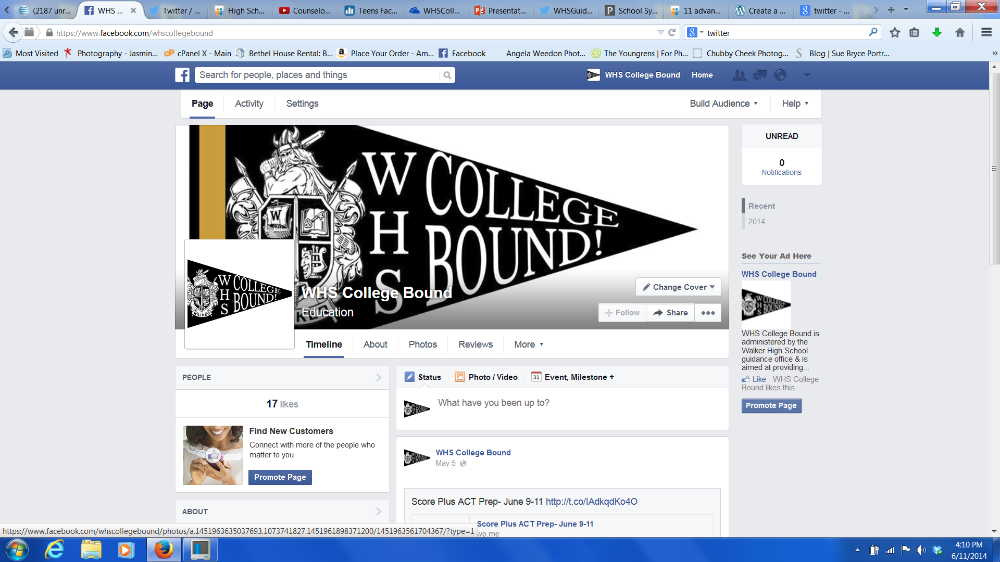 (2187 unr...
WHS ...
Twitter / ...
High Sch...
Counselo...
Teens Fac...
WHSColl...
Presentat...
WHSGuid...
School Sy...
11 advan...
Create a ...
twitter - ...
https://www.facebook.com/whscollegebound
twitter
Most Visited
Photography - Jasmin...
cPanel X - Main
Bethel House Rental: B...
Place Your Order - Am...
Facebook
Angela Weedon Phot...
The Youngrens | For Ph...
Chubby Cheek Photog...
Blog | Sue Bryce Portr...
Search for people, places and things
WHS College Bound
Home
Page
Activity
Settings
Build Audience
Help
WHS
COLLEGE
BOUND!
W
WHS
COLLEGE
BOUND!
WALKER
WHS College Bound
Education
Change Cover
Follow
Share
Timeline
About
Photos
Reviews
More
UNREAD
0
Notifications
Recent
2014
See Your Ad Here
WHS College Bound
WHS College Bound is
administered by the
Walker High School
guidance office & is
aimed at providing...
Like · WHS College
Bound likes this.
Promote Page
PEOPLE
17 likes
Find New Customers
Connect with more of the people who
matter to you
Promote Page
ABOUT
Status
Photo / Video
31
Event, Milestone +
What have you been up to?
WHS College Bound
May 5
Score Plus ACT Prep- June 9-11 http://t.co/IAdkqdKo4O
Score Plus ACT Prep- June 9-11
wp.me
https://www.facebook.com/whscollegebound/photos/a.1451963635037693.1073741827.1451961898371200/1451963561704367/?type=1
4:10 PM
6/11/2014